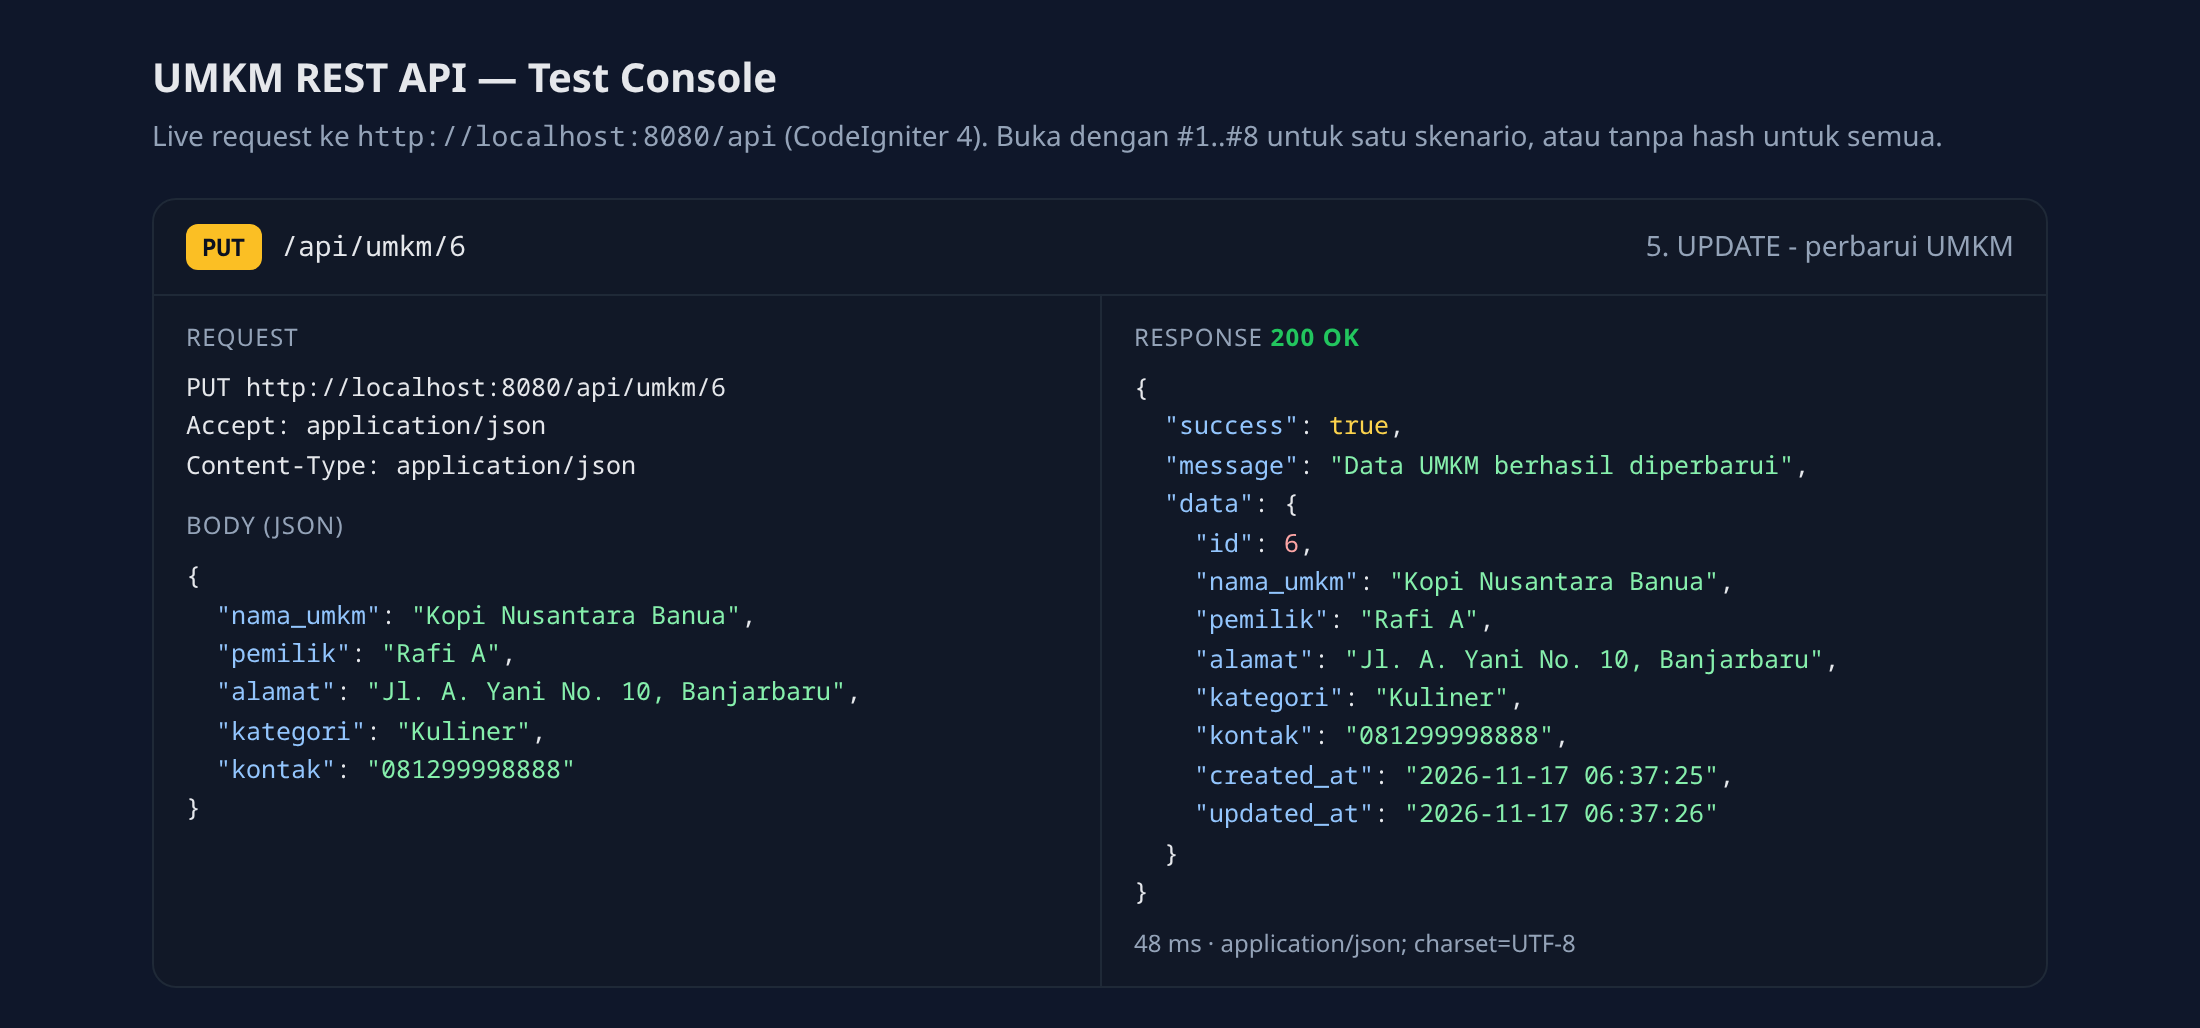 UMKM REST API — Test Console
Live request ke http://localhost:8080/api (CodeIgniter 4). Buka dengan #1..#8 untuk satu skenario, atau tanpa hash untuk semua.
PUT /api/umkm/6
5. UPDATE - perbarui UMKM
REQUEST
PUT http://localhost:8080/api/umkm/6
Accept: application/json
Content-Type: application/json
BODY (JSON)
{
  "nama_umkm": "Kopi Nusantara Banua",
  "pemilik": "Rafi A",
  "alamat": "Jl. A. Yani No. 10, Banjarbaru",
  "kategori": "Kuliner",
  "kontak": "081299998888"
}
RESPONSE 200 OK
{
  "success": true,
  "message": "Data UMKM berhasil diperbarui",
  "data": {
    "id": 6,
    "nama_umkm": "Kopi Nusantara Banua",
    "pemilik": "Rafi A",
    "alamat": "Jl. A. Yani No. 10, Banjarbaru",
    "kategori": "Kuliner",
    "kontak": "081299998888",
    "created_at": "2026-11-17 06:37:25",
    "updated_at": "2026-11-17 06:37:26"
  }
}
48 ms · application/json; charset=UTF-8